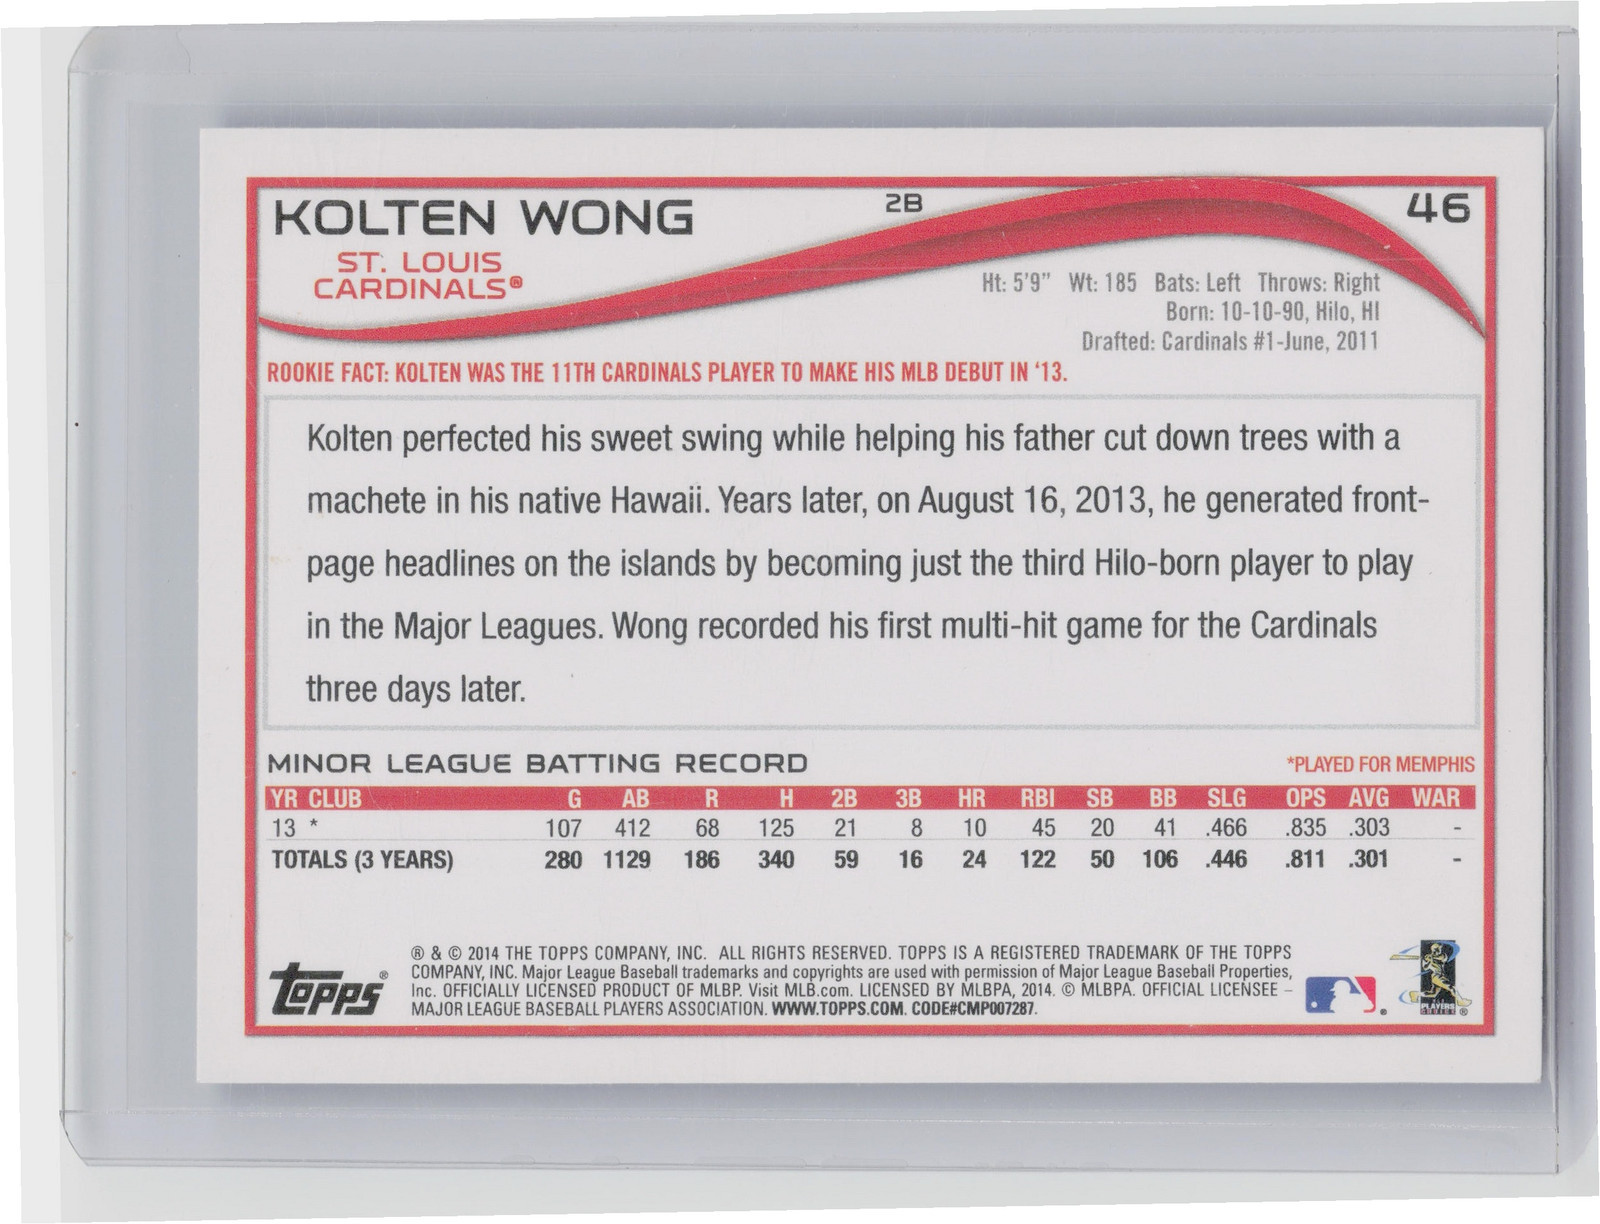 KOLTEN WONG 2B 46
ST. LOUIS
CARDINALS®
Ht: 5'9" Wt: 185 Bats: Left Throws: Right
Born: 10-10-90, Hilo, HI
Drafted: Cardinals #1-June, 2011
ROOKIE FACT: KOLTEN WAS THE 11TH CARDINALS PLAYER TO MAKE HIS MLB DEBUT IN '13.
Kolten perfected his sweet swing while helping his father cut down trees with a
machete in his native Hawaii. Years later, on August 16, 2013, he generated front-
page headlines on the islands by becoming just the third Hilo-born player to play
in the Major Leagues. Wong recorded his first multi-hit game for the Cardinals
three days later.
MINOR LEAGUE BATTING RECORD *PLAYED FOR MEMPHIS
YR CLUB G AB R H 2B 3B HR RBI SB BB SLG OPS AVG WAR
13 * 107 412 68 125 21 8 10 45 20 41 .466 .835 .303 -
TOTALS (3 YEARS) 280 1129 186 340 59 16 24 122 50 106 .446 .811 .301 -
® & © 2014 THE TOPPS COMPANY, INC. ALL RIGHTS RESERVED. TOPPS IS A REGISTERED TRADEMARK OF THE TOPPS
COMPANY, INC. Major League Baseball trademarks and copyrights are used with permission of Major League Baseball Properties,
Inc. OFFICIALLY LICENSED PRODUCT OF MLBP. Visit MLB.com. LICENSED BY MLBPA, 2014. © MLBPA. OFFICIAL LICENSEE –
MAJOR LEAGUE BASEBALL PLAYERS ASSOCIATION. WWW.TOPPS.COM. CODE#CMP007287.
Topps®
PLAYERS
CHOICE ®